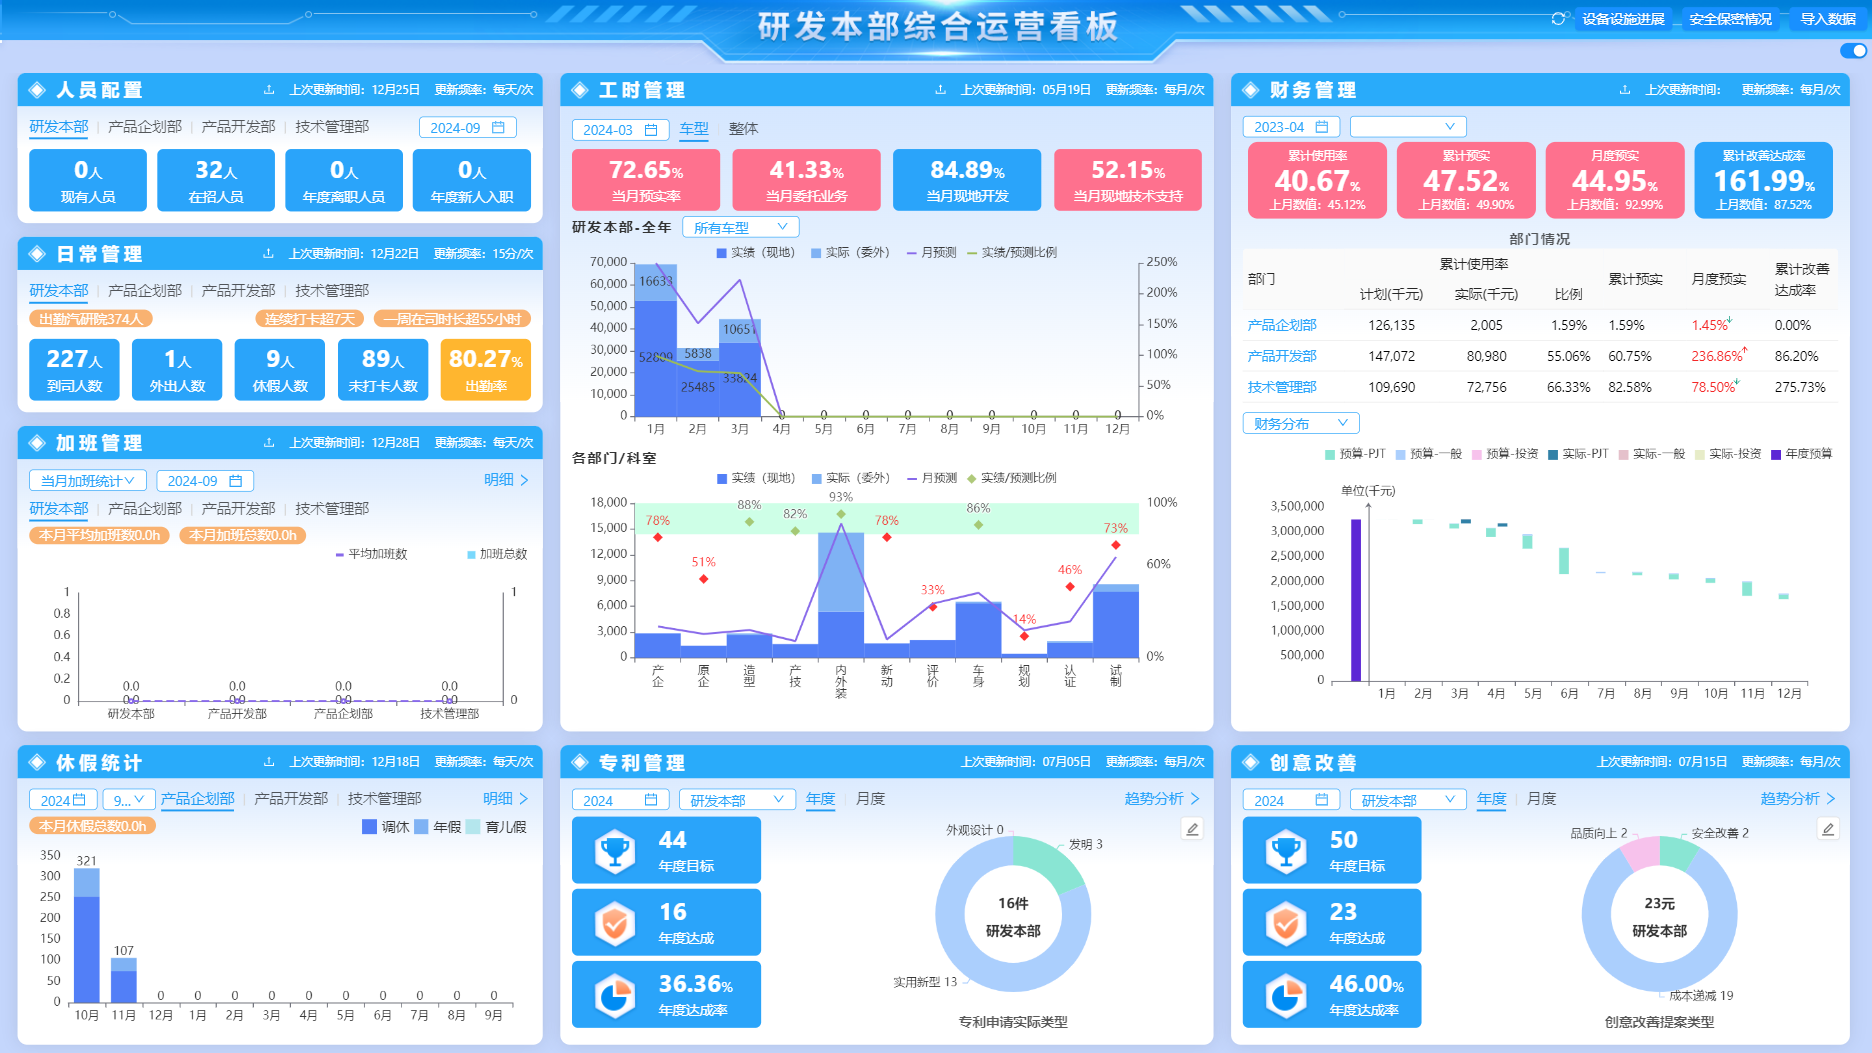 研发本部综合运营看板
设备设施进展 安全保密情况 导入数据
人员配置 上次更新时间：12月25日 更新频率：每天/次
研发本部 产品企划部 产品开发部 技术管理部 2024-09
0人 32人 0人 0人
现有人员 在招人员 年度离职人员 年度新人入职
日常管理 上次更新时间：12月22日 更新频率：15分/次
研发本部 产品企划部 产品开发部 技术管理部
出勤汽研院374人 连续打卡超7天 一周在司时长超55小时
227人 1人 9人 89人 80.27%
到司人数 外出人数 休假人数 未打卡人数 出勤率
加班管理 上次更新时间：12月28日 更新频率：每天/次
当月加班统计 2024-09 明细
研发本部 产品企划部 产品开发部 技术管理部
本月平均加班数0.0h 本月加班总数0.0h
平均加班数 加班总数
1 1
0.8
0.6
0.4
0.2
0 0
0.0 0.0 0.0 0.0
0.0 0.0 0.0 0.0
研发本部 产品开发部 产品企划部 技术管理部
休假统计 上次更新时间：12月18日 更新频率：每天/次
2024 9... 产品企划部 产品开发部 技术管理部 明细
本月休假总数0.0h 调休 年假 育儿假
350
300
250
200
150
100
50
0
321 107 0 0 0 0 0 0 0 0 0 0
10月 11月 12月 1月 2月 3月 4月 5月 6月 7月 8月 9月
工时管理 上次更新时间：05月19日 更新频率：每月/次
2024-03 车型 整体
72.65% 41.33% 84.89% 52.15%
当月预实率 当月委托业务 当月现地开发 当月现地技术支持
研发本部-全年 所有车型
实绩（现地） 实际（委外） 月预测 实绩/预测比例
70,000 250%
60,000 200%
50,000
40,000 150%
30,000 100%
20,000 50%
10,000
0 0%
16633 5838 10651
52809 25485 33824 0 0 0 0 0 0 0 0 0
1月 2月 3月 4月 5月 6月 7月 8月 9月 10月 11月 12月
各部门/科室
实绩（现地） 实际（委外） 月预测 实绩/预测比例
18,000 100%
15,000
12,000 60%
9,000
6,000
3,000
0 0%
78% 51% 88% 82% 93% 78% 33% 86% 14% 46% 73%
产企 原企 造型 产技 内外装 新动 评价 车身 规划 认证 试制
专利管理 上次更新时间：07月05日 更新频率：每月/次
2024 研发本部 年度 月度 趋势分析
44
年度目标
16
年度达成
36.36%
年度达成率
外观设计 0
发明 3
16件
研发本部
实用新型 13
专利申请实际类型
财务管理 上次更新时间： 更新频率：每月/次
2023-04
累计使用率 累计预实 月度预实 累计改善达成率
40.67% 47.52% 44.95% 161.99%
上月数值：45.12% 上月数值：49.90% 上月数值：92.99% 上月数值：87.52%
部门情况
部门 累计使用率 累计预实 月度预实 累计改善达成率
计划(千元) 实际(千元) 比例
产品企划部 126,135 2,005 1.59% 1.59% 1.45% 0.00%
产品开发部 147,072 80,980 55.06% 60.75% 236.86% 86.20%
技术管理部 109,690 72,756 66.33% 82.58% 78.50% 275.73%
财务分布
预算-PJT 预算-一般 预算-投资 实际-PJT 实际-一般 实际-投资 年度预算
单位(千元)
3,500,000
3,000,000
2,500,000
2,000,000
1,500,000
1,000,000
500,000
0
1月 2月 3月 4月 5月 6月 7月 8月 9月 10月 11月 12月
创意改善 上次更新时间：07月15日 更新频率：每月/次
2024 研发本部 年度 月度 趋势分析
50
年度目标
23
年度达成
46.00%
年度达成率
品质向上 2 安全改善 2
23元
研发本部
成本递减 19
创意改善提案类型